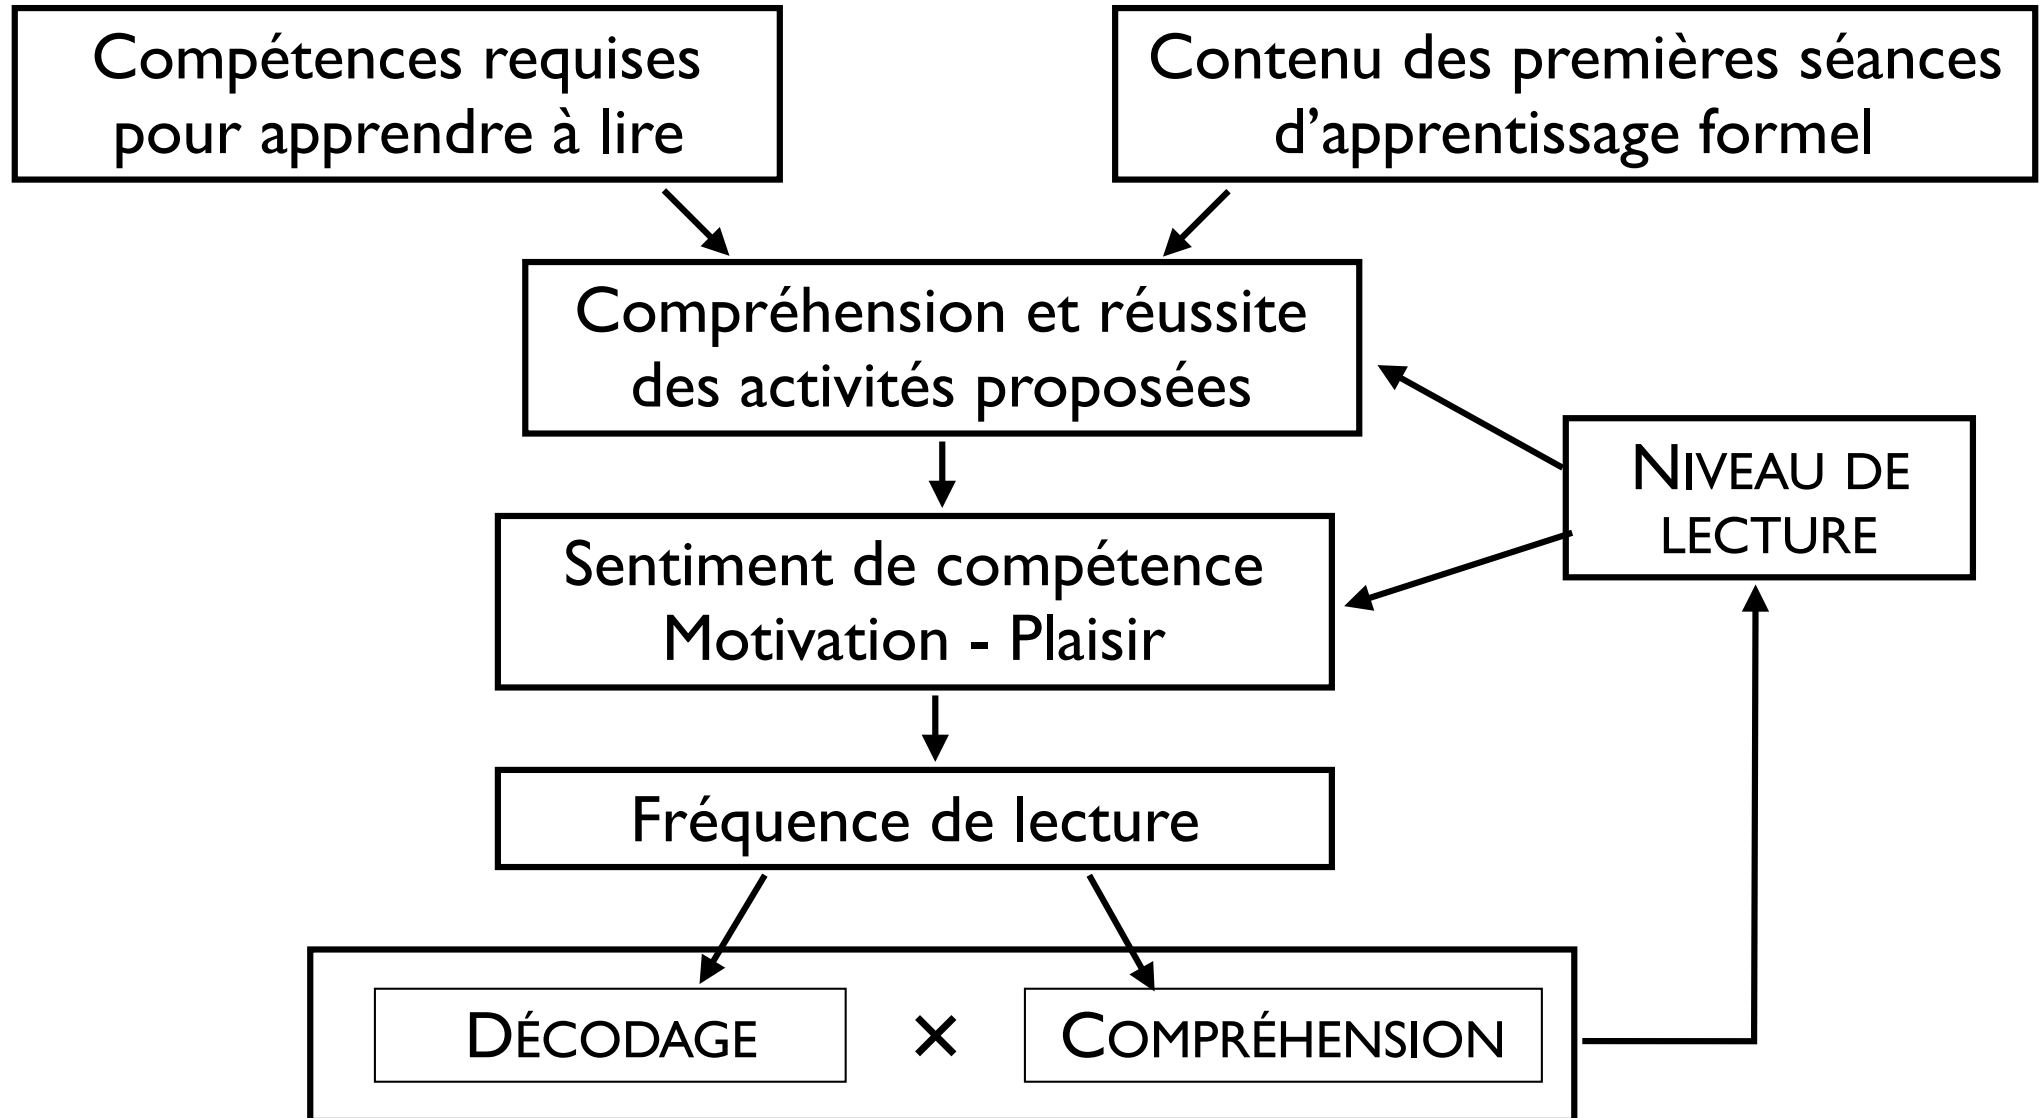 Compétences requises
pour apprendre à lire
Contenu des premières séances
d’apprentissage formel
Compréhension et réussite
des activités proposées
NIVEAU DE
LECTURE
Sentiment de compétence
Motivation - Plaisir
Fréquence de lecture
DÉCODAGE × COMPRÉHENSION